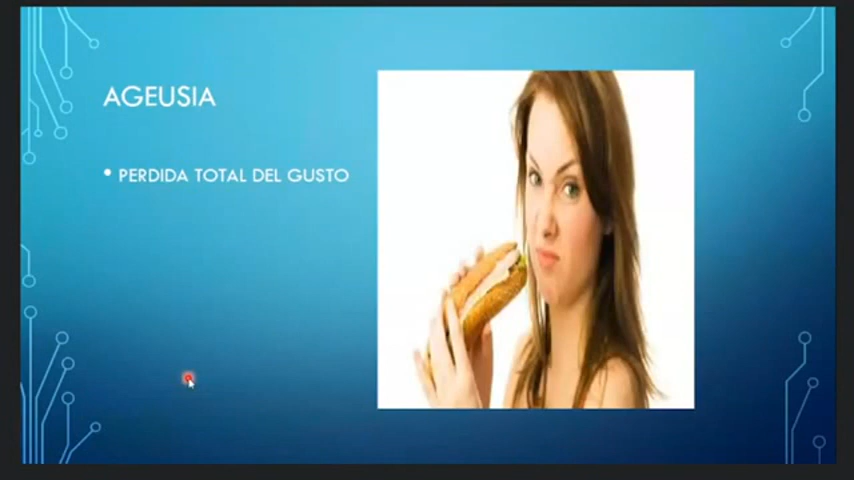 AGEUSIA
• PERDIDA TOTAL DEL GUSTO